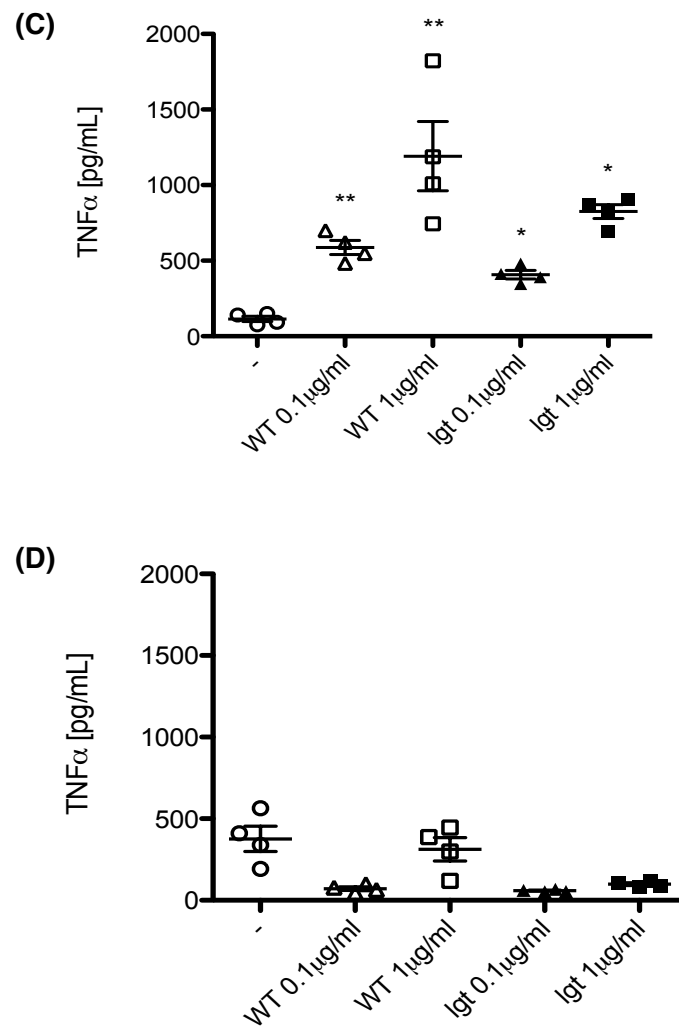 (C)
TNFα [pg/mL]
2000
1500
1000
500
0
**
**
*
*
-
WT 0.1µg/ml
WT 1µg/ml
lgt 0.1µg/ml
lgt 1µg/ml
(D)
TNFα [pg/mL]
2000
1500
1000
500
0
-
WT 0.1µg/ml
WT 1µg/ml
lgt 0.1µg/ml
lgt 1µg/ml